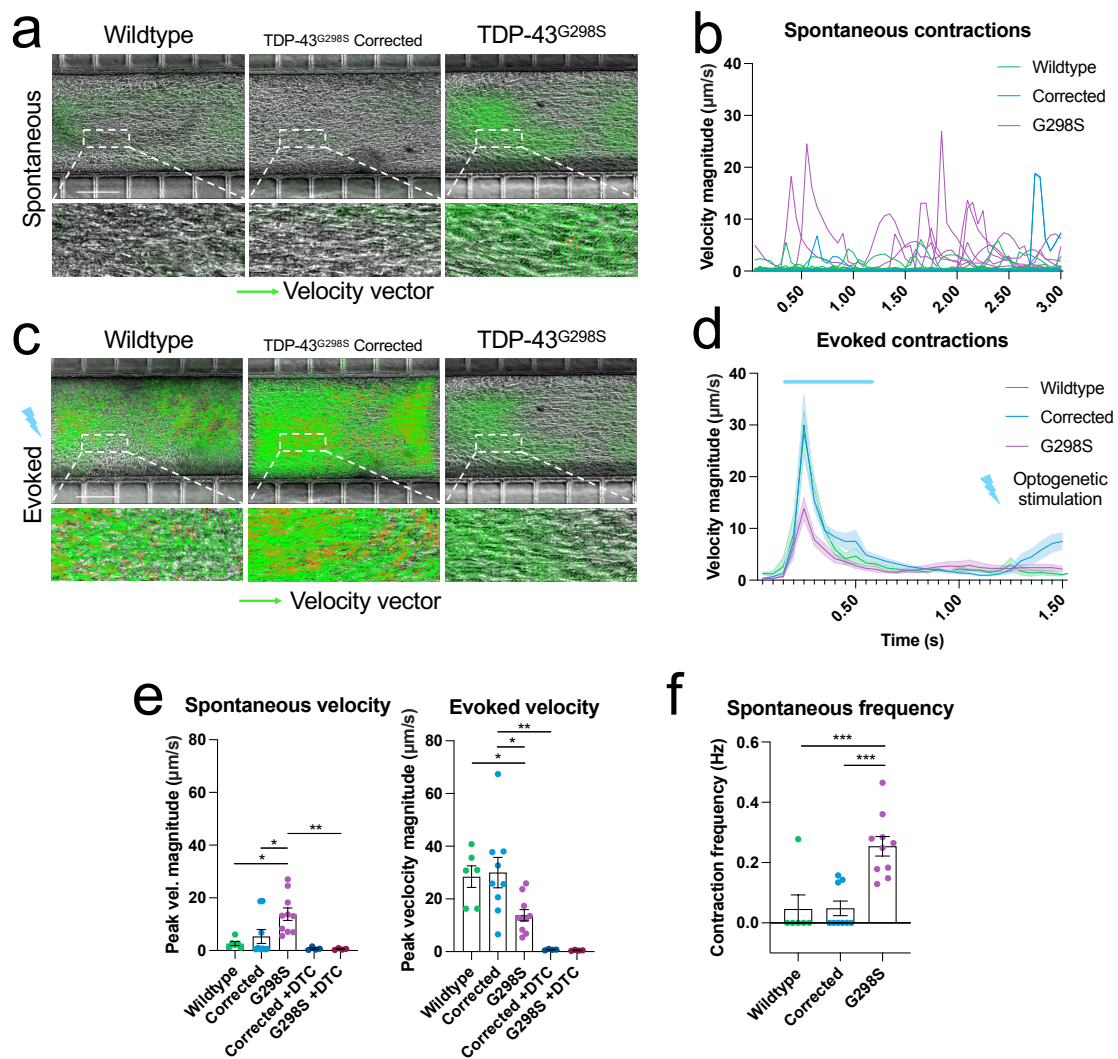 a
Wildtype
TDP-43G298S Corrected
TDP-43G298S
Spontaneous
Velocity vector
b
Spontaneous contractions
Velocity magnitude (µm/s)
40
30
20
10
0
0.50
1.00
1.50
2.00
2.50
3.00
Wildtype
Corrected
G298S
c
Wildtype
TDP-43G298S Corrected
TDP-43G298S
Evoked
Velocity vector
d
Evoked contractions
Velocity magnitude (µm/s)
40
30
20
10
0
0.50
1.00
1.50
Time (s)
Wildtype
Corrected
G298S
Optogenetic
stimulation
e
Spontaneous velocity
Peak vel. magnitude (µm/s)
80
60
40
20
0
*
*
**
Wildtype
Corrected
G298S
Corrected +DTC
G298S +DTC
Evoked velocity
Peak veclocity magnitude (µm/s)
80
60
40
20
0
**
*
*
Wildtype
Corrected
G298S
Corrected +DTC
G298S +DTC
f
Spontaneous frequency
Contraction frequency (Hz)
0.6
0.4
0.2
0.0
***
***
Wildtype
Corrected
G298S